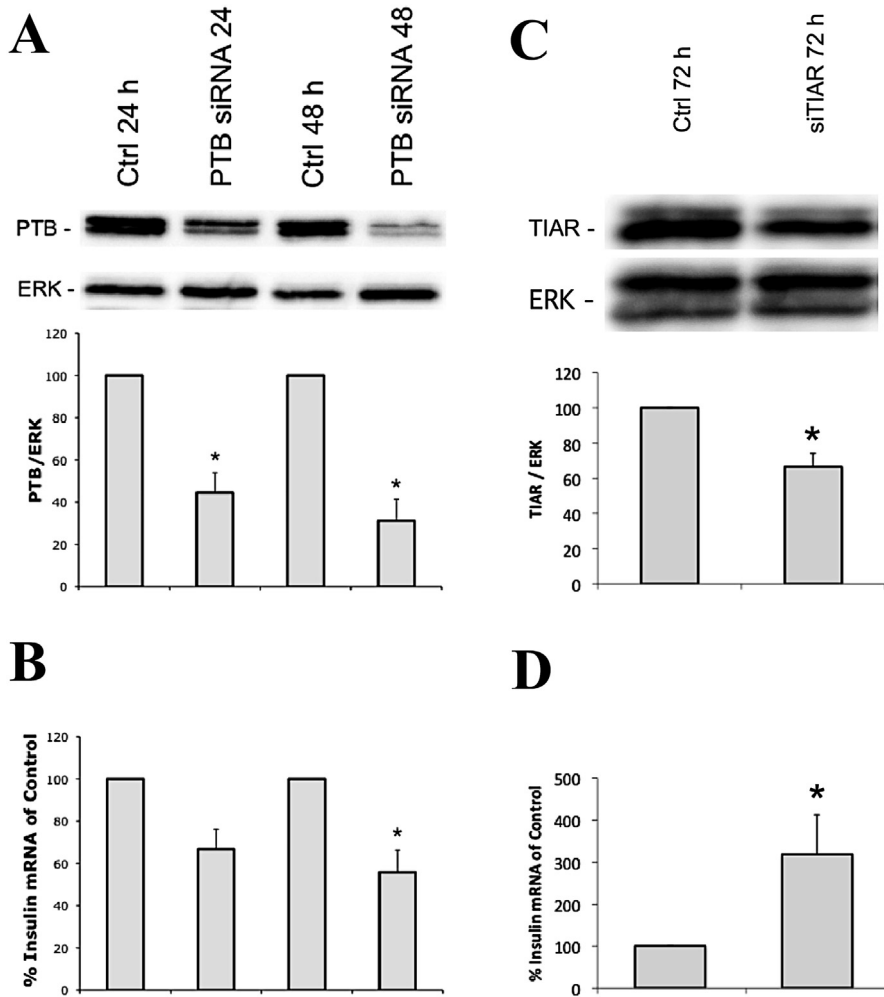 A
Ctrl 24 h
PTB siRNA 24
Ctrl 48 h
PTB siRNA 48
PTB -
ERK -
120
100
80
60
40
20
0
PTB/ERK
*
*
B
120
100
80
60
40
20
0
% Insulin mRNA of Control
*
C
Ctrl 72 h
siTIAR 72 h
TIAR -
ERK -
120
100
80
60
40
20
0
TIAR / ERK
*
D
500
400
300
200
100
0
% Insulin mRNA of Control
*